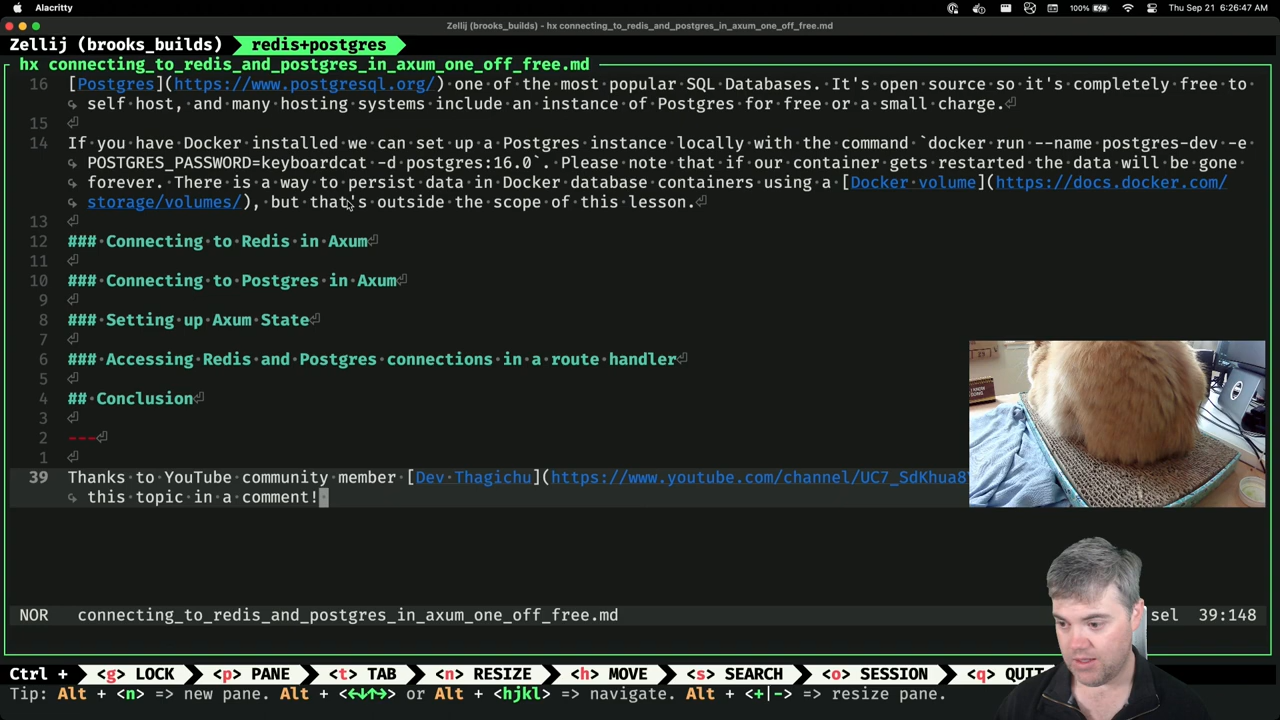 Alacritty
100%
Thu Sep 21 6:26:47 AM
Zellij (brooks_builds) - hx connecting_to_redis_and_postgres_in_axum_one_off_free.md
Zellij (brooks_builds) redis+postgres
hx connecting_to_redis_and_postgres_in_axum_one_off_free.md
16 [Postgres](https://www.postgresql.org/) one of the most popular SQL Databases. It's open source so it's completely free to
self host, and many hosting systems include an instance of Postgres for free or a small charge.
15
14 If you have Docker installed we can set up a Postgres instance locally with the command `docker run --name postgres-dev -e
POSTGRES_PASSWORD=keyboardcat -d postgres:16.0`. Please note that if our container gets restarted the data will be gone
forever. There is a way to persist data in Docker database containers using a [Docker volume](https://docs.docker.com/
storage/volumes/), but that's outside the scope of this lesson.
13
12 ### Connecting to Redis in Axum
11
10 ### Connecting to Postgres in Axum
9
8 ### Setting up Axum State
7
6 ### Accessing Redis and Postgres connections in a route handler
5
4 ## Conclusion
3
2 ---
1
39 Thanks to YouTube community member [Dev Thagichu](https://www.youtube.com/channel/UC7_SdKhua8
this topic in a comment!
NOR connecting_to_redis_and_postgres_in_axum_one_off_free.md sel 39:148
Ctrl + <g> LOCK <p> PANE <t> TAB <n> RESIZE <h> MOVE <s> SEARCH <o> SESSION <q> QUIT
Tip: Alt + <n> => new pane. Alt + <←↓↑→> or Alt + <hjkl> => navigate. Alt + <+|-> => resize pane.